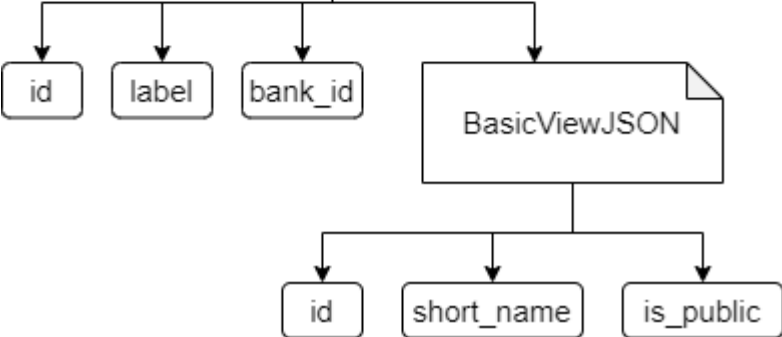 id
label
bank_id
BasicViewJSON
id
short_name
is_public